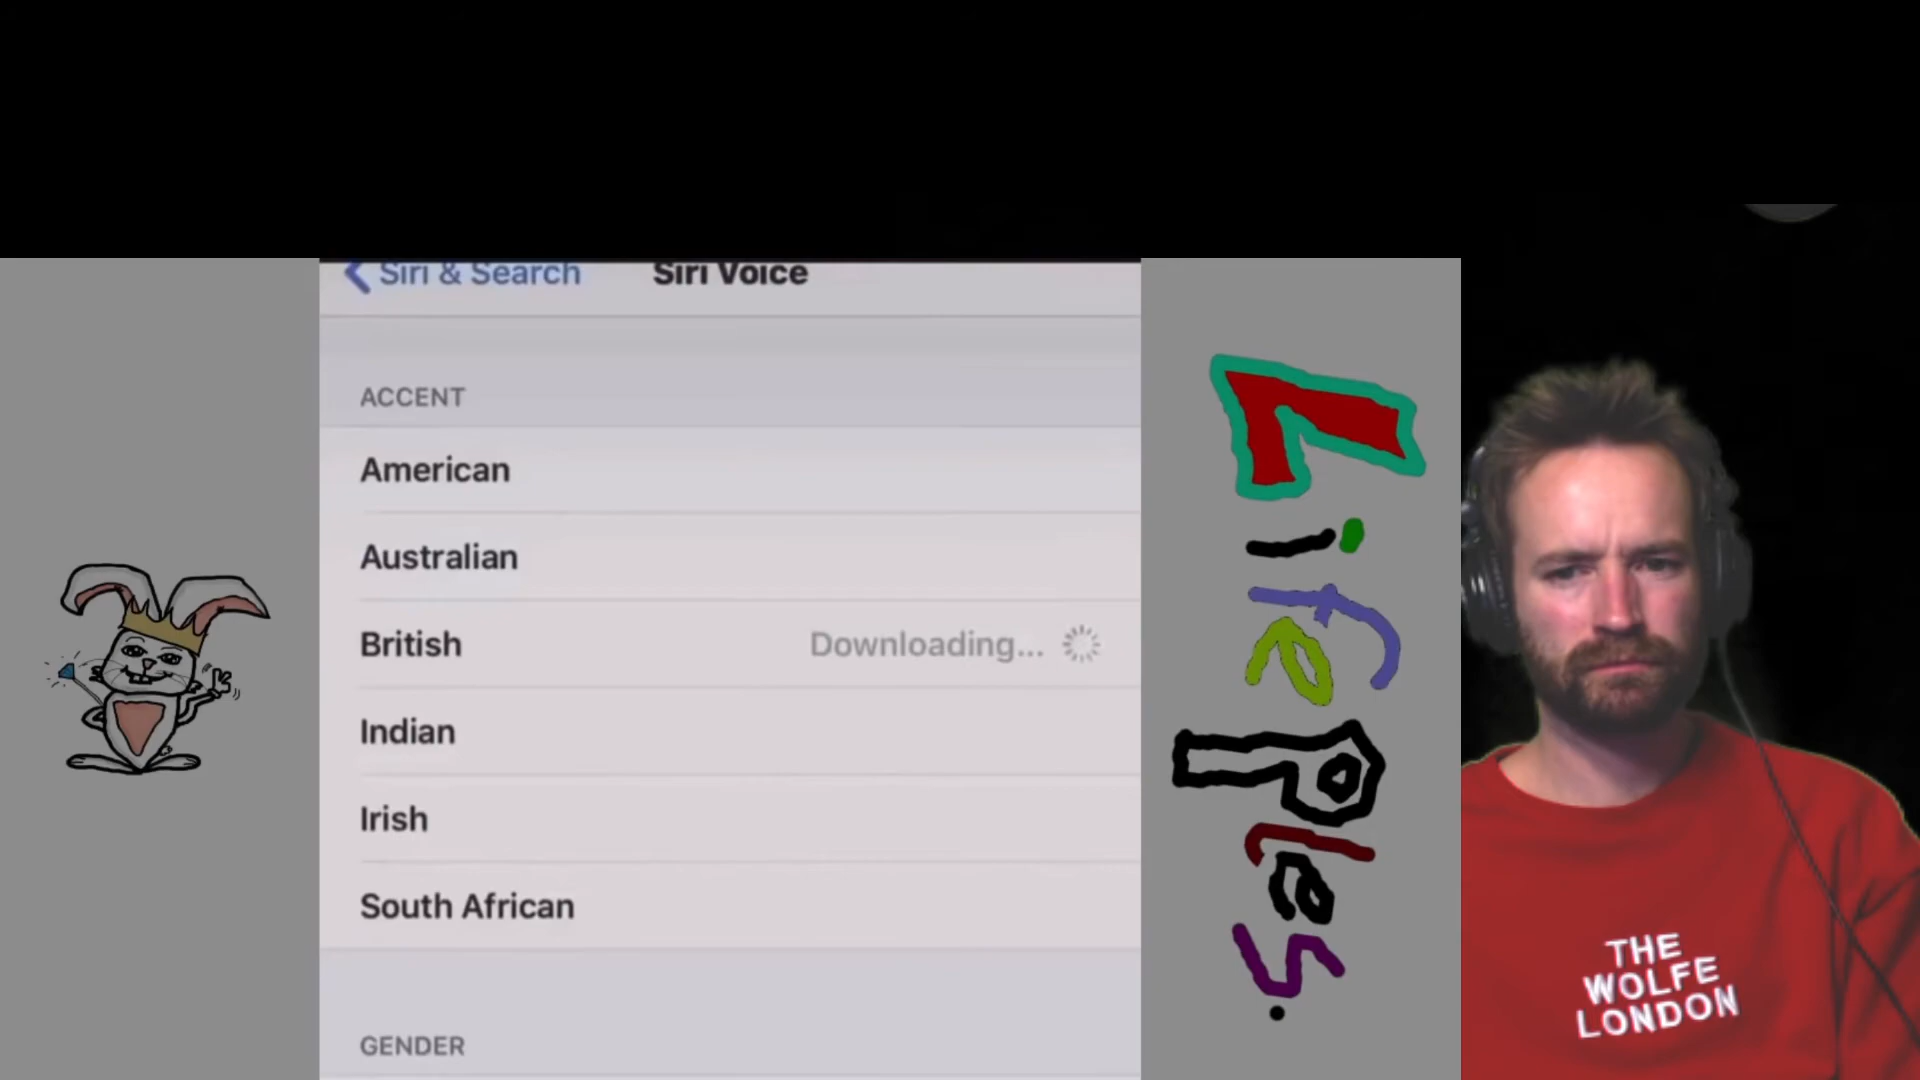 Siri & Search
Siri Voice
ACCENT
American
Australian
British
Downloading...
Indian
Irish
South African
GENDER
Lifeples.
THE
WOLFE
LONDON